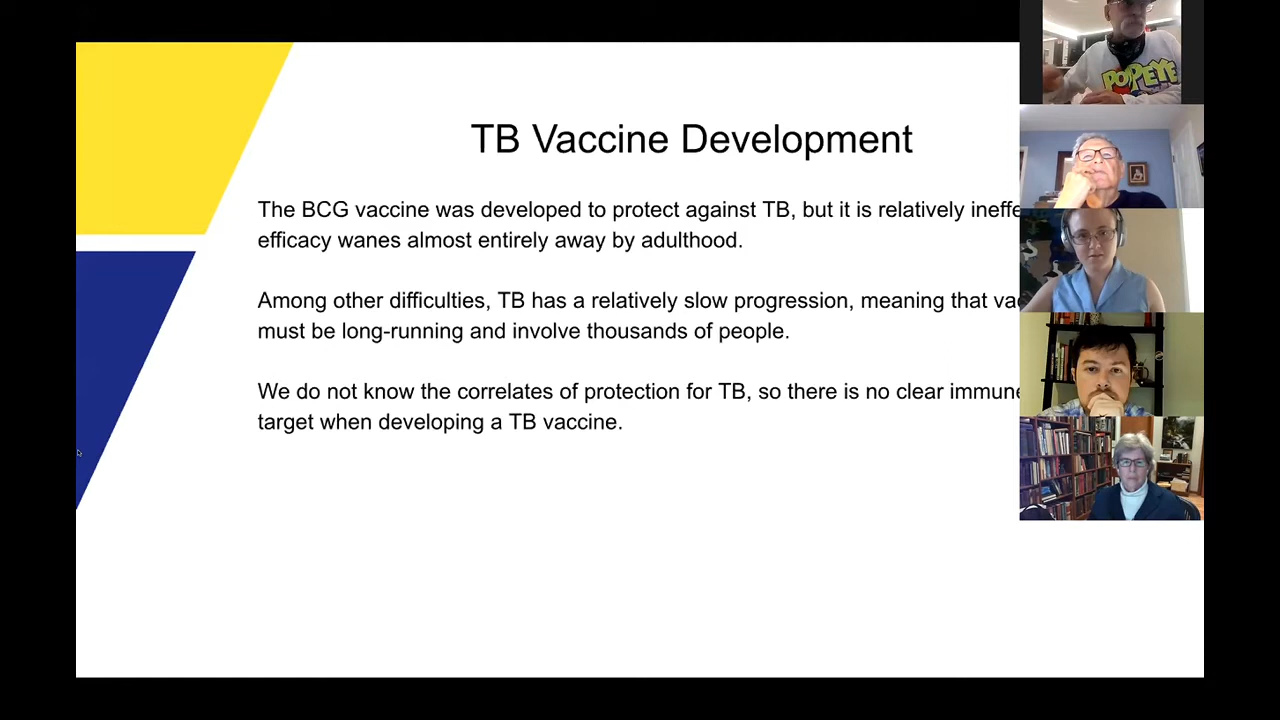 TB Vaccine Development
The BCG vaccine was developed to protect against TB, but it is relatively
efficacy wanes almost entirely away by adulthood.
Among other difficulties, TB has a relatively slow progression, meaning that
must be long-running and involve thousands of people.
We do not know the correlates of protection for TB, so there is no clear immune
target when developing a TB vaccine.
POPEYE